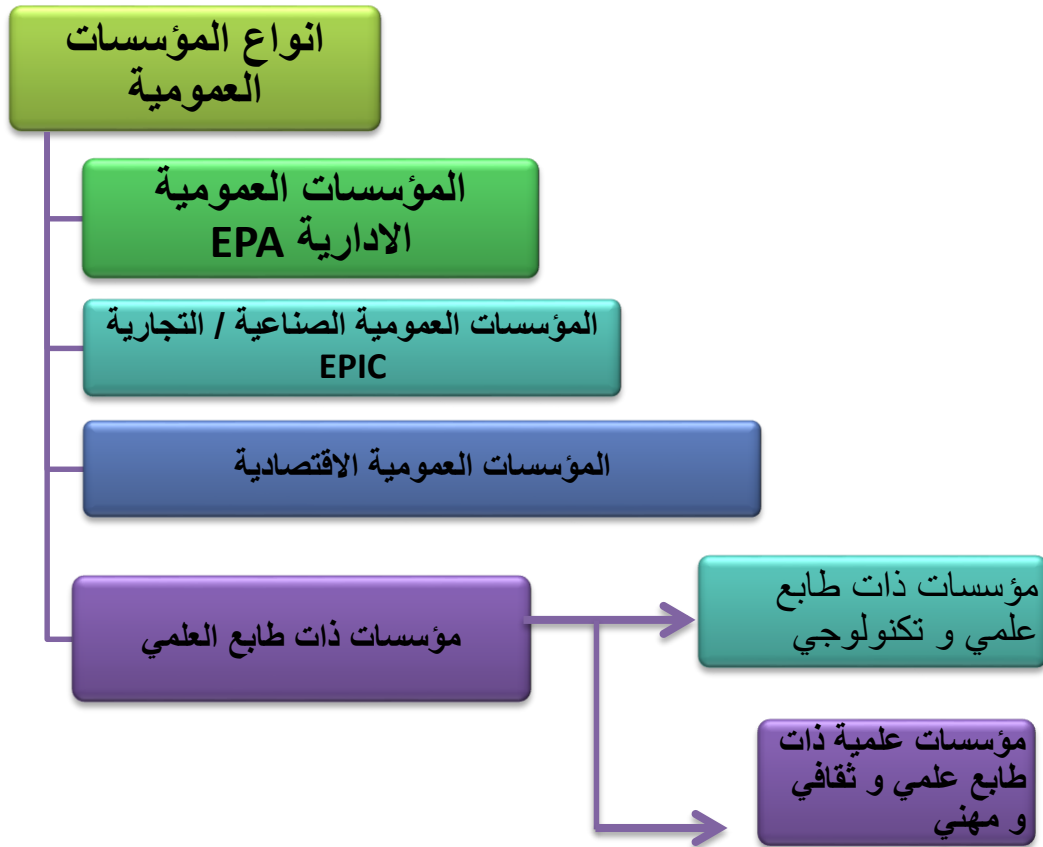 انواع المؤسسات
العمومية
المؤسسات العمومية
الادارية EPA
المؤسسات العمومية الصناعية / التجارية
EPIC
المؤسسات العمومية الاقتصادية
مؤسسات ذات طابع العلمي
مؤسسات ذات طابع
علمي و تكنولوجي
مؤسسات علمية ذات
طابع علمي و ثقافي
و مهني